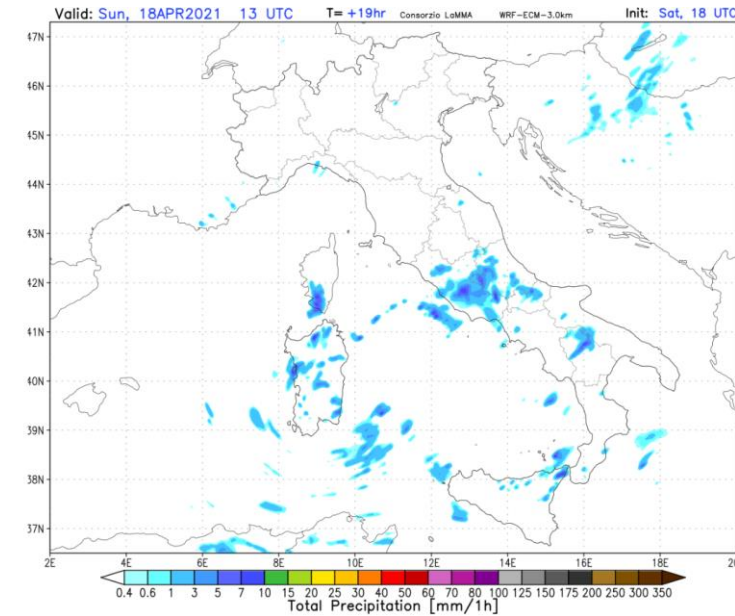 Valid: Sun, 18APR2021 13 UTC T= +19hr Consorzio LaMMA WRF-ECM-3.0km Init: Sat, 18 UTC
47N
46N
45N
44N
43N
42N
41N
40N
39N
38N
37N
2E 4E 6E 8E 10E 12E 14E 16E 18E
0.4 0.6 1 3 5 7 10 15 20 25 30 40 50 60 70 80 100 125 150 175 200 250 300 350
Total Precipitation [mm/1h]